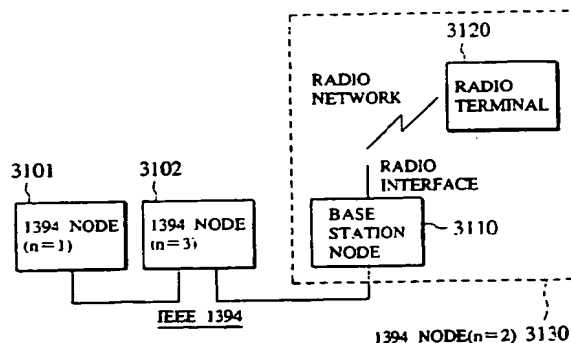 3120
RADIO
TERMINAL
RADIO
NETWORK
RADIO
INTERFACE
3101
3102
1394 NODE
(n=1)
1394 NODE
(n=3)
BASE
STATION
NODE
3110
IEEE 1394
1394 NODE(n=2) 3130